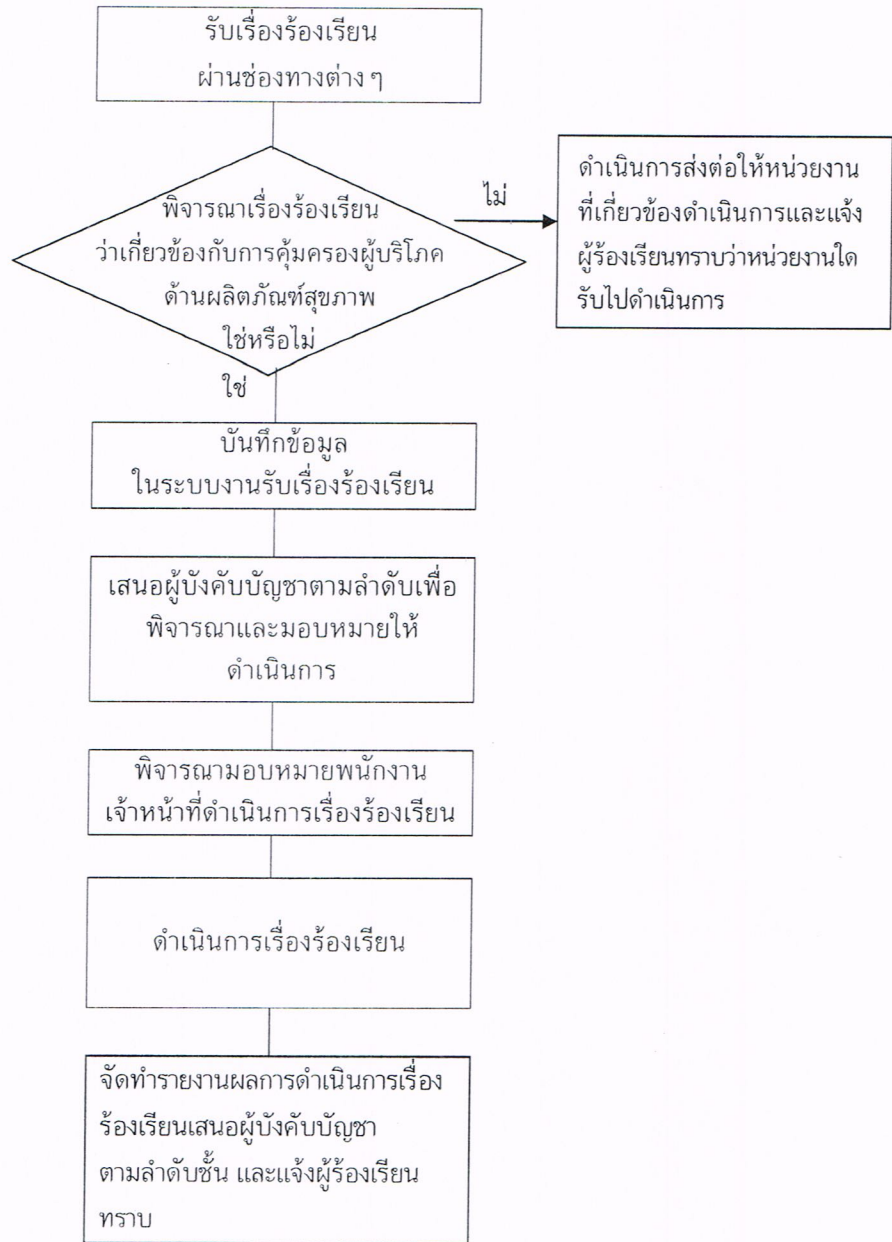 รับเรื่องร้องเรียน
ผ่านช่องทางต่าง ๆ
พิจารณาเรื่องร้องเรียน
ว่าเกี่ยวข้องกับการคุ้มครองผู้บริโภค
ด้านผลิตภัณฑ์สุขภาพ
ใช่หรือไม่
ไม่
ดำเนินการส่งต่อให้หน่วยงาน
ที่เกี่ยวข้องดำเนินการและแจ้ง
ผู้ร้องเรียนทราบว่าหน่วยงานใด
รับไปดำเนินการ
ใช่
บันทึกข้อมูล
ในระบบงานรับเรื่องร้องเรียน
เสนอผู้บังคับบัญชาตามลำดับเพื่อ
พิจารณาและมอบหมายให้
ดำเนินการ
พิจารณามอบหมายพนักงาน
เจ้าหน้าที่ดำเนินการเรื่องร้องเรียน
ดำเนินการเรื่องร้องเรียน
จัดทำรายงานผลการดำเนินการเรื่อง
ร้องเรียนเสนอผู้บังคับบัญชา
ตามลำดับชั้น และแจ้งผู้ร้องเรียน
ทราบ